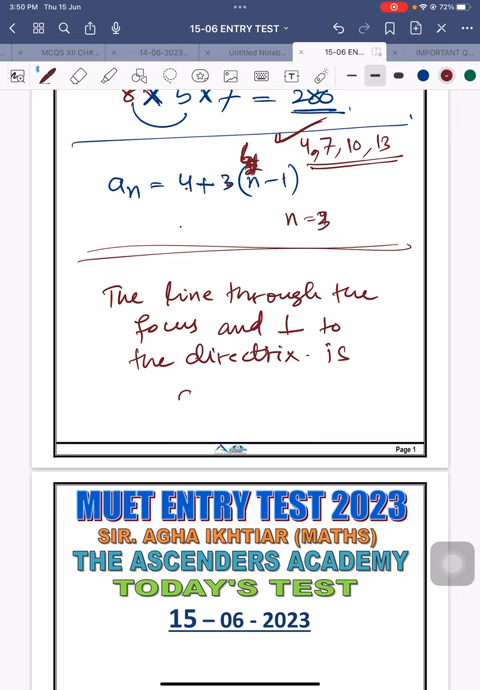 3:50 PM Thu 15 Jun
72%
15-06 ENTRY TEST
MCQS XII CH#...
14-06-2023...
Untitled Noteb...
15-06 EN...
IMPORTANT Q...
8 x 5 x 7 = 280
4, 7, 10, 13
an = 4 + 3(n-1)
n = 3
The line through the
focus and ⊥ to
the directrix. is
Page 1
MUET ENTRY TEST 2023
SIR. AGHA IKHTIAR (MATHS)
THE ASCENDERS ACADEMY
TODAY'S TEST
15 – 06 - 2023